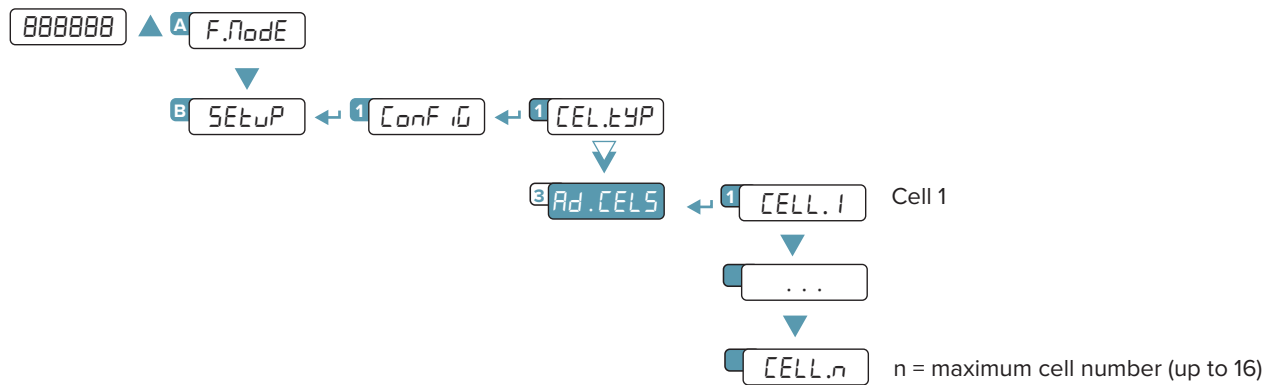 888888 A F.ModE
B SEtuP 1 ConFiG 1 CEL.tYP
3 Ad.CELS 1 CELL.1 Cell 1
...
CELL.n n = maximum cell number (up to 16)